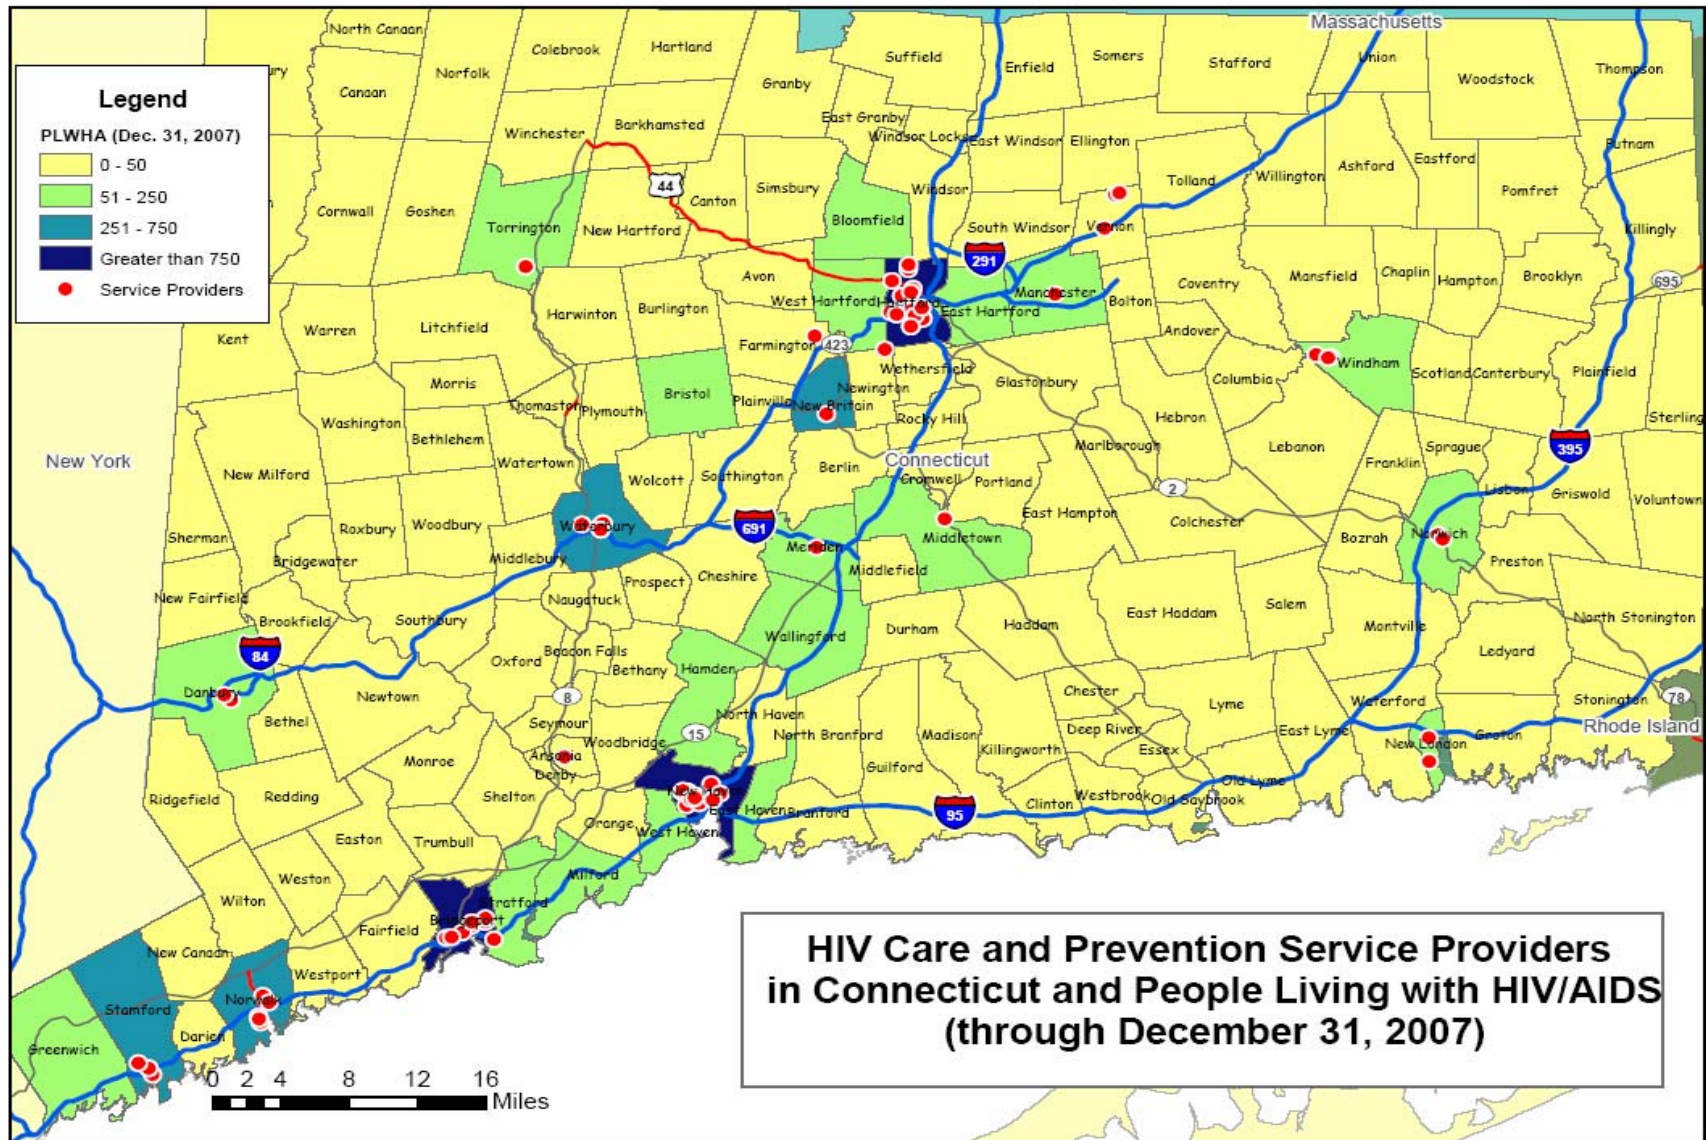 Massachusetts
North Canaan
Colebrook
Hartland
Suffield
Enfield
Somers
Stafford
Union
Woodstock
Thompson
ury
Canaan
Norfolk
Granby
Legend
PLWHA (Dec. 31, 2007)
0 - 50
51 - 250
251 - 750
Greater than 750
Service Providers
Winchester
Barkhamsted
East Granby
Windsor Locks
East Windsor
Ellington
Putnam
Ashford
Eastford
Tolland
Willington
Pomfret
44
Cornwall
Goshen
Canton
Simsbury
Windsor
Torrington
New Hartford
Bloomfield
South Windsor
Vernon
Killingly
291
Avon
Mansfield
Chaplin
Hampton
Brooklyn
695
Coventry
West Hartford
Hartford
Manchester
Bolton
Harwinton
Burlington
East Hartford
Kent
Warren
Litchfield
Farmington
423
Andover
Wethersfield
Windham
Morris
Newington
Glastonbury
Columbia
Scotland
Canterbury
Plainfield
Bristol
Plainville
New Britain
Thomaston
Plymouth
Rocky Hill
Hebron
Sterling
Washington
Bethlehem
Marlborough
Lebanon
Sprague
395
New York
New Milford
Watertown
Wolcott
Southington
Berlin
Connecticut
Cromwell
Portland
Franklin
2
Lisbon
Griswold
Voluntown
Roxbury
Woodbury
Waterbury
691
East Hampton
Colchester
Sherman
Bridgewater
Middlebury
Meriden
Middletown
Bozrah
Norwich
Preston
Middlefield
Prospect
Cheshire
New Fairfield
Brookfield
Southbury
Naugatuck
East Haddam
Salem
North Stonington
Wallingford
Durham
Haddam
Montville
84
Oxford
Beacon Falls
Bethany
Hamden
Ledyard
Danbury
Newtown
8
Chester
Lyme
Waterford
Stonington
78
Bethel
Seymour
North Haven
15
North Branford
Madison
Killingworth
Deep River
Essex
East Lyme
New London
Groton
Rhode Island
Woodbridge
Monroe
Ansonia
Derby
Guilford
Ridgefield
Redding
Shelton
New Haven
East Haven
Branford
95
Clinton
Westbrook
Old Saybrook
Old Lyme
Easton
Trumbull
Orange
West Haven
Weston
Milford
Wilton
Stratford
Bridgeport
Fairfield
New Canaan
Westport
Norwalk
Stamford
Darien
Greenwich
HIV Care and Prevention Service Providers
in Connecticut and People Living with HIV/AIDS
(through December 31, 2007)
0 2 4 8 12 16
Miles